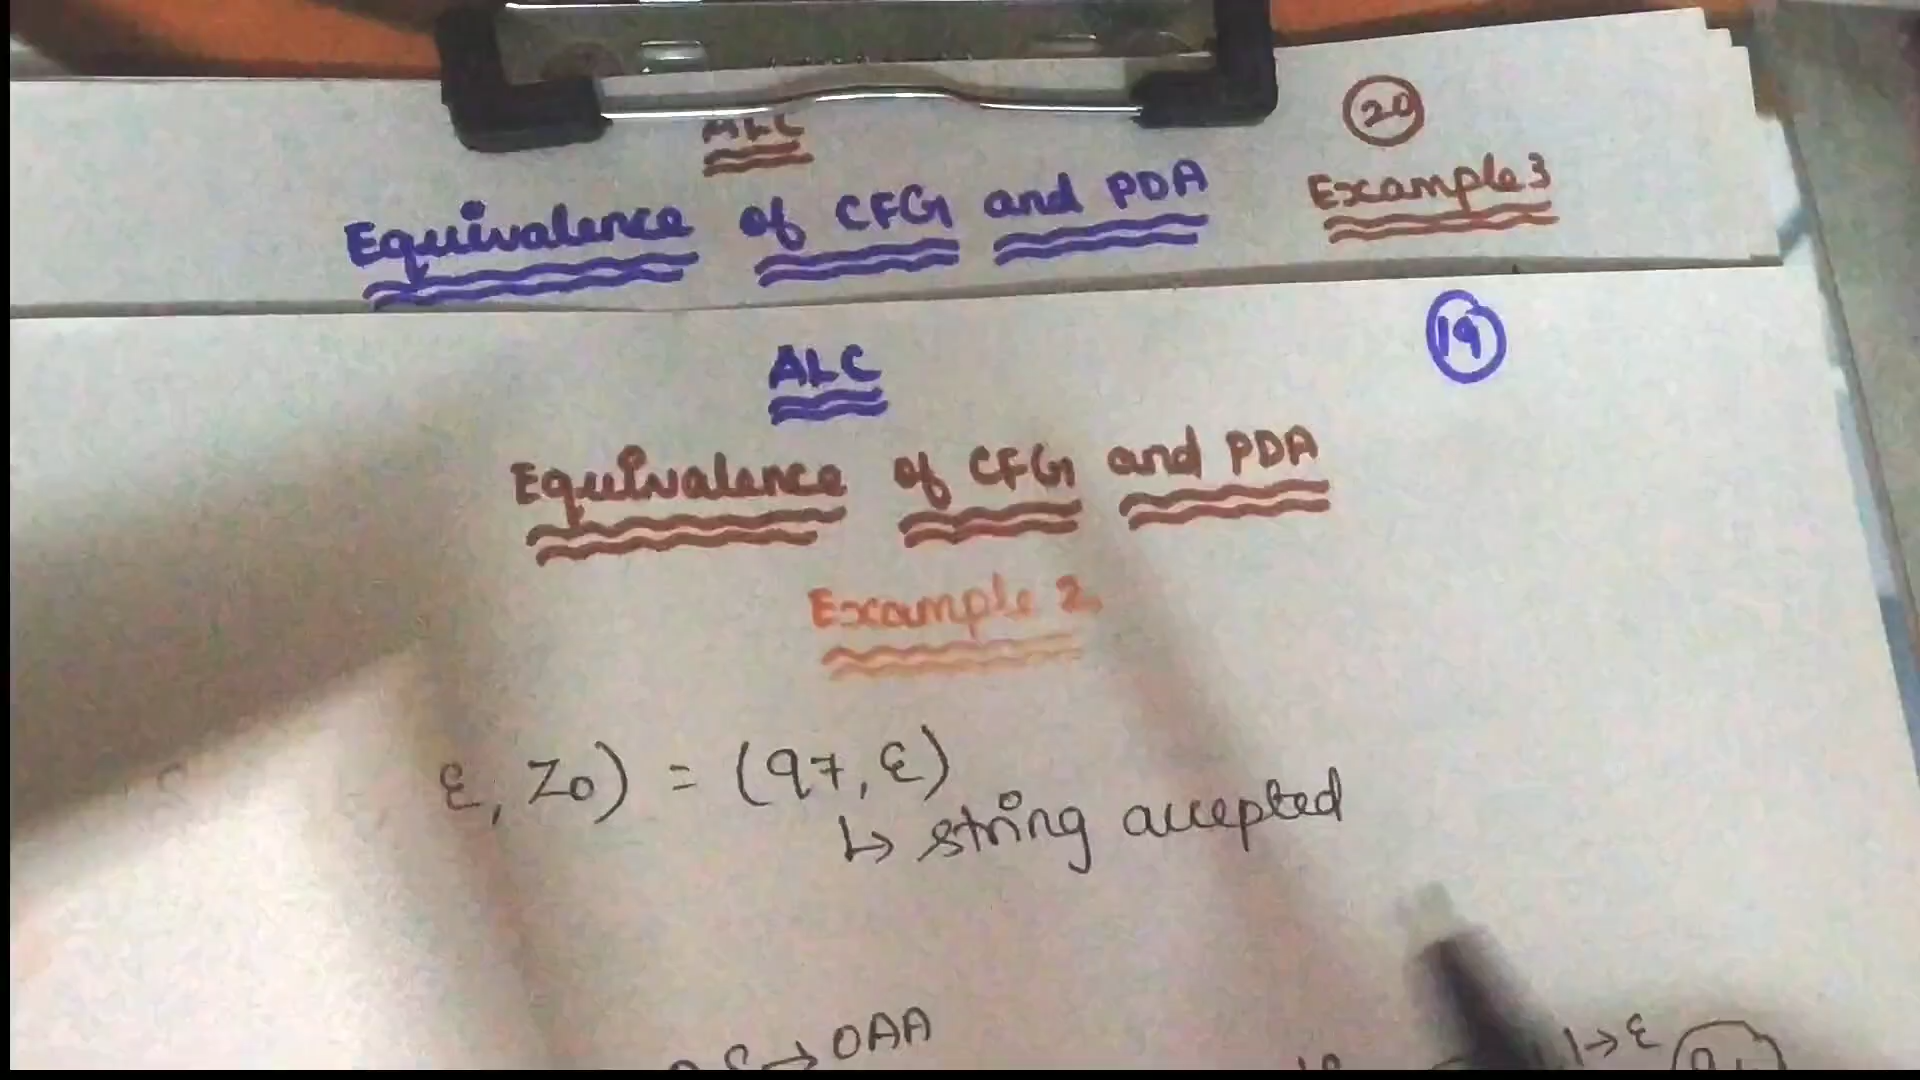 ALC
20
Equivalence of CFG and PDA
Example 3
19
ALC
Equivalence of CFG and PDA
Example 2
ε, Z0) = (q7, ε)
↳ string accepted
S → 0AA
1→ε